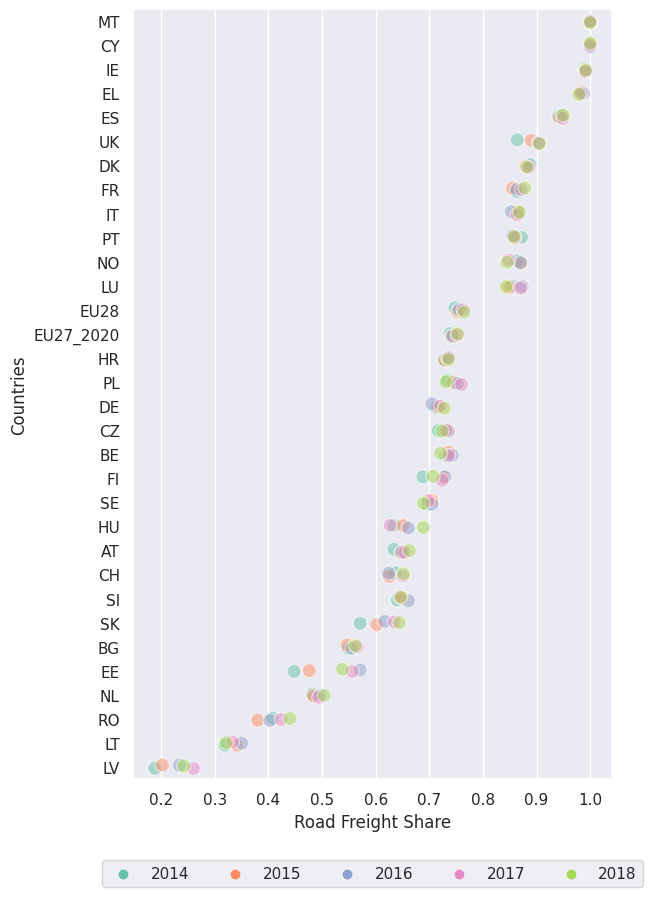 MT
CY
IE
EL
ES
UK
DK
FR
IT
PT
NO
LU
EU28
EU27_2020
HR
PL
DE
CZ
BE
FI
SE
HU
AT
CH
SI
SK
BG
EE
NL
RO
LT
LV
Countries
0.2 0.3 0.4 0.5 0.6 0.7 0.8 0.9 1.0
Road Freight Share
2014 2015 2016 2017 2018